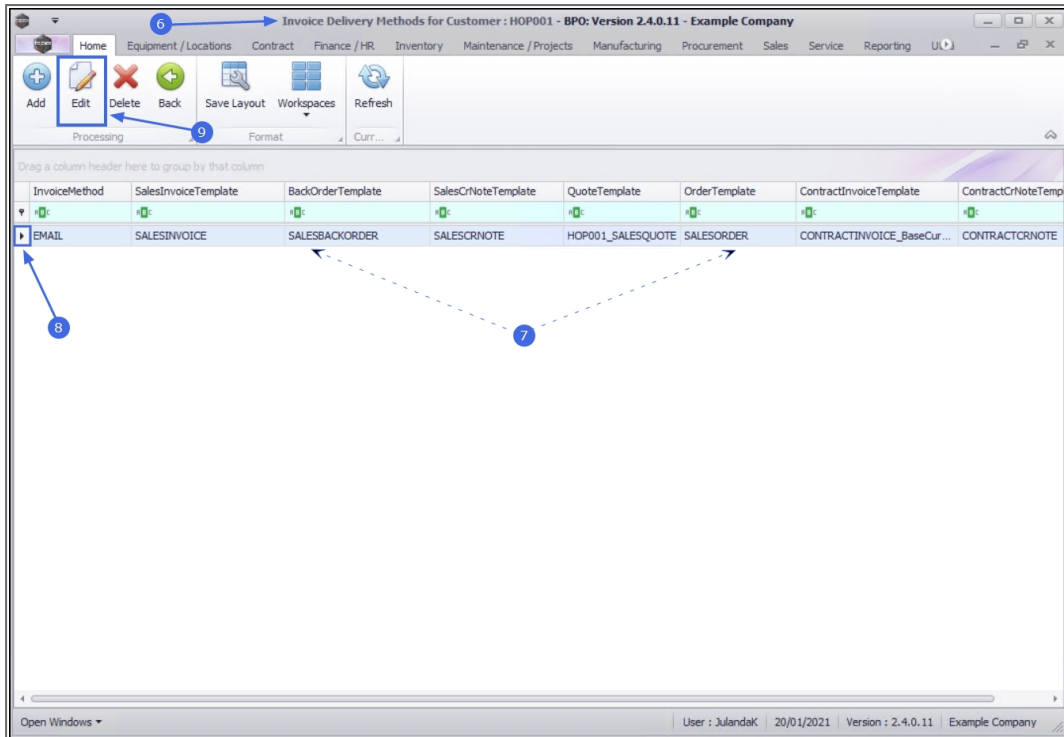 6
Invoice Delivery Methods for Customer : HOP001 - BPO: Version 2.4.0.11 - Example Company
Home Equipment / Locations Contract Finance / HR Inventory Maintenance / Projects Manufacturing Procurement Sales Service Reporting
Add Edit Delete Back Save Layout Workspaces Refresh
9
Processing Format Curr...
Drag a column header here to group by that column
InvoiceMethod SalesInvoiceTemplate BackOrderTemplate SalesCrNoteTemplate QuoteTemplate OrderTemplate ContractInvoiceTemplate ContractCrNoteTemp
EMAIL SALESINVOICE SALESBACKORDER SALESCRNOTE HOP001_SALESQUOTE SALESORDER CONTRACTINVOICE_BaseCur... CONTRACTCRNOTE
8
7
Open Windows User : JulandaK 20/01/2021 Version : 2.4.0.11 Example Company